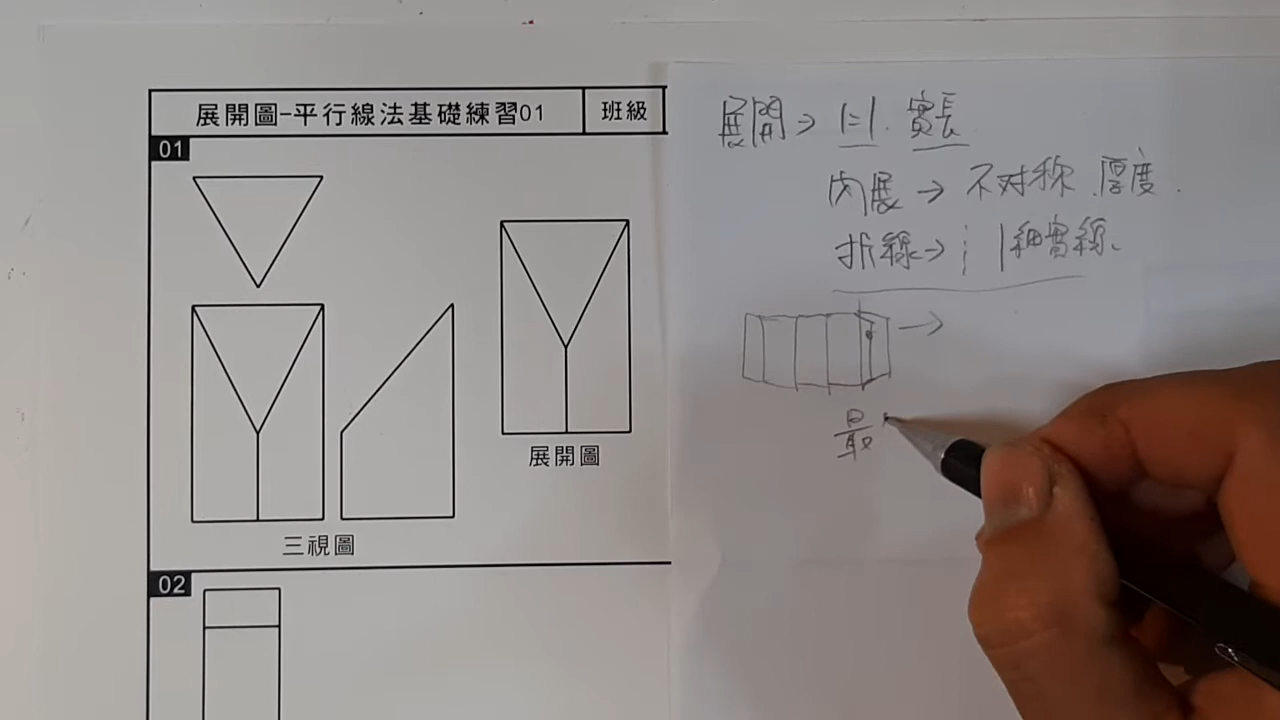 展開圖-平行線法基礎練習01 班級
01
展開圖
三視圖
02
展開→ 1=1. 實長
內展→ 不对称.厚度.
折線→ 細實線
最